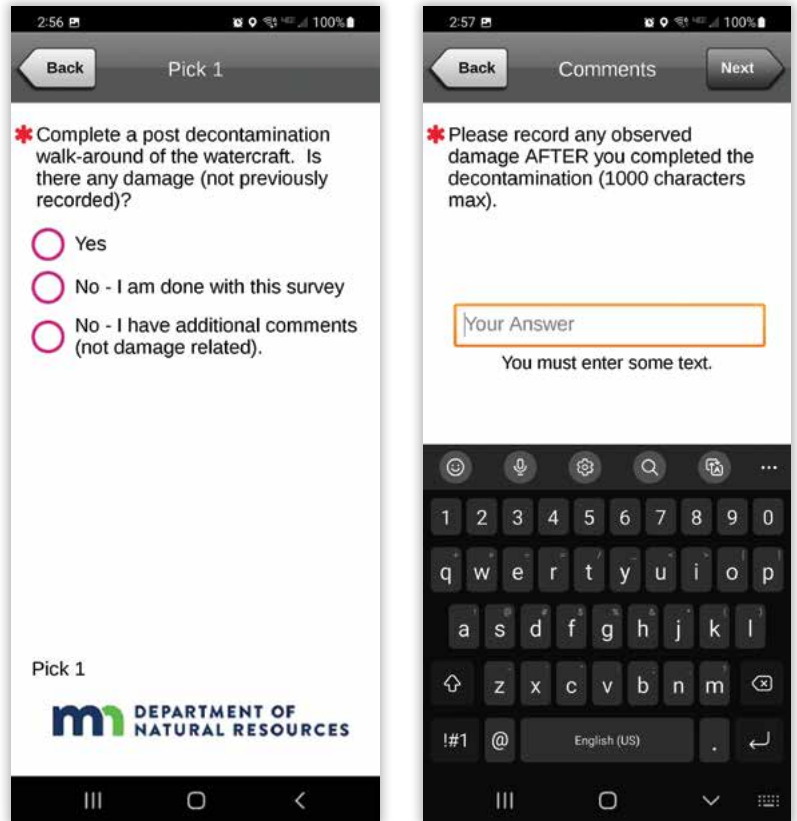 2:56 100%
Back Pick 1
* Complete a post decontamination
walk-around of the watercraft. Is
there any damage (not previously
recorded)?
Yes
No - I am done with this survey
No - I have additional comments
(not damage related).
Pick 1
mn DEPARTMENT OF
NATURAL RESOURCES
2:57 100%
Back Comments Next
* Please record any observed
damage AFTER you completed the
decontamination (1000 characters
max).
Your Answer
You must enter some text.
1 2 3 4 5 6 7 8 9 0
q w e r t y u i o p
a s d f g h j k l
z x c v b n m
!#1 @ English (US) .